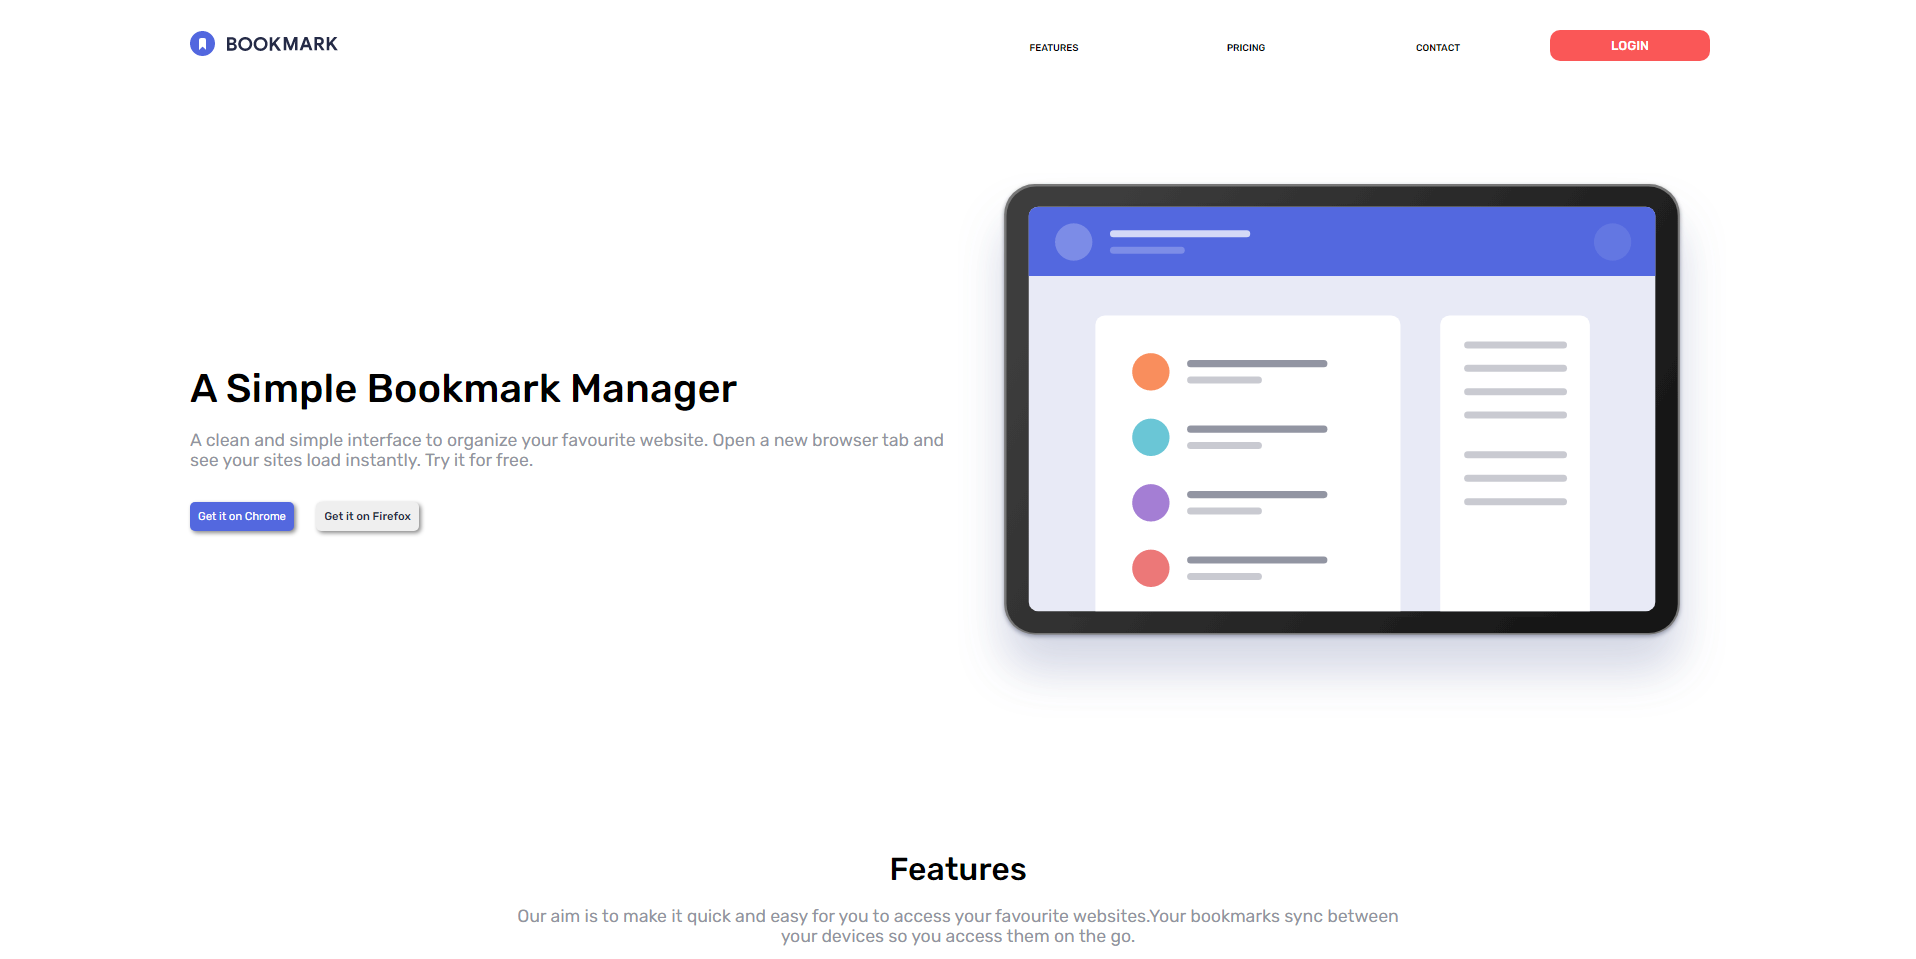 BOOKMARK
FEATURES
PRICING
CONTACT
LOGIN
A Simple Bookmark Manager
A clean and simple interface to organize your favourite website. Open a new browser tab and
see your sites load instantly. Try it for free.
Get it on Chrome
Get it on Firefox
Features
Our aim is to make it quick and easy for you to access your favourite websites.Your bookmarks sync between
your devices so you access them on the go.